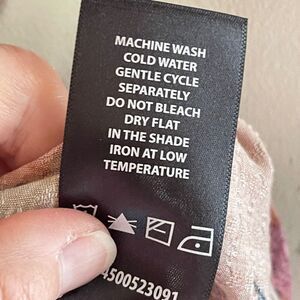 MACHINE WASH
COLD WATER
GENTLE CYCLE
SEPARATELY
DO NOT BLEACH
DRY FLAT
IN THE SHADE
IRON AT LOW
TEMPERATURE
4500523091